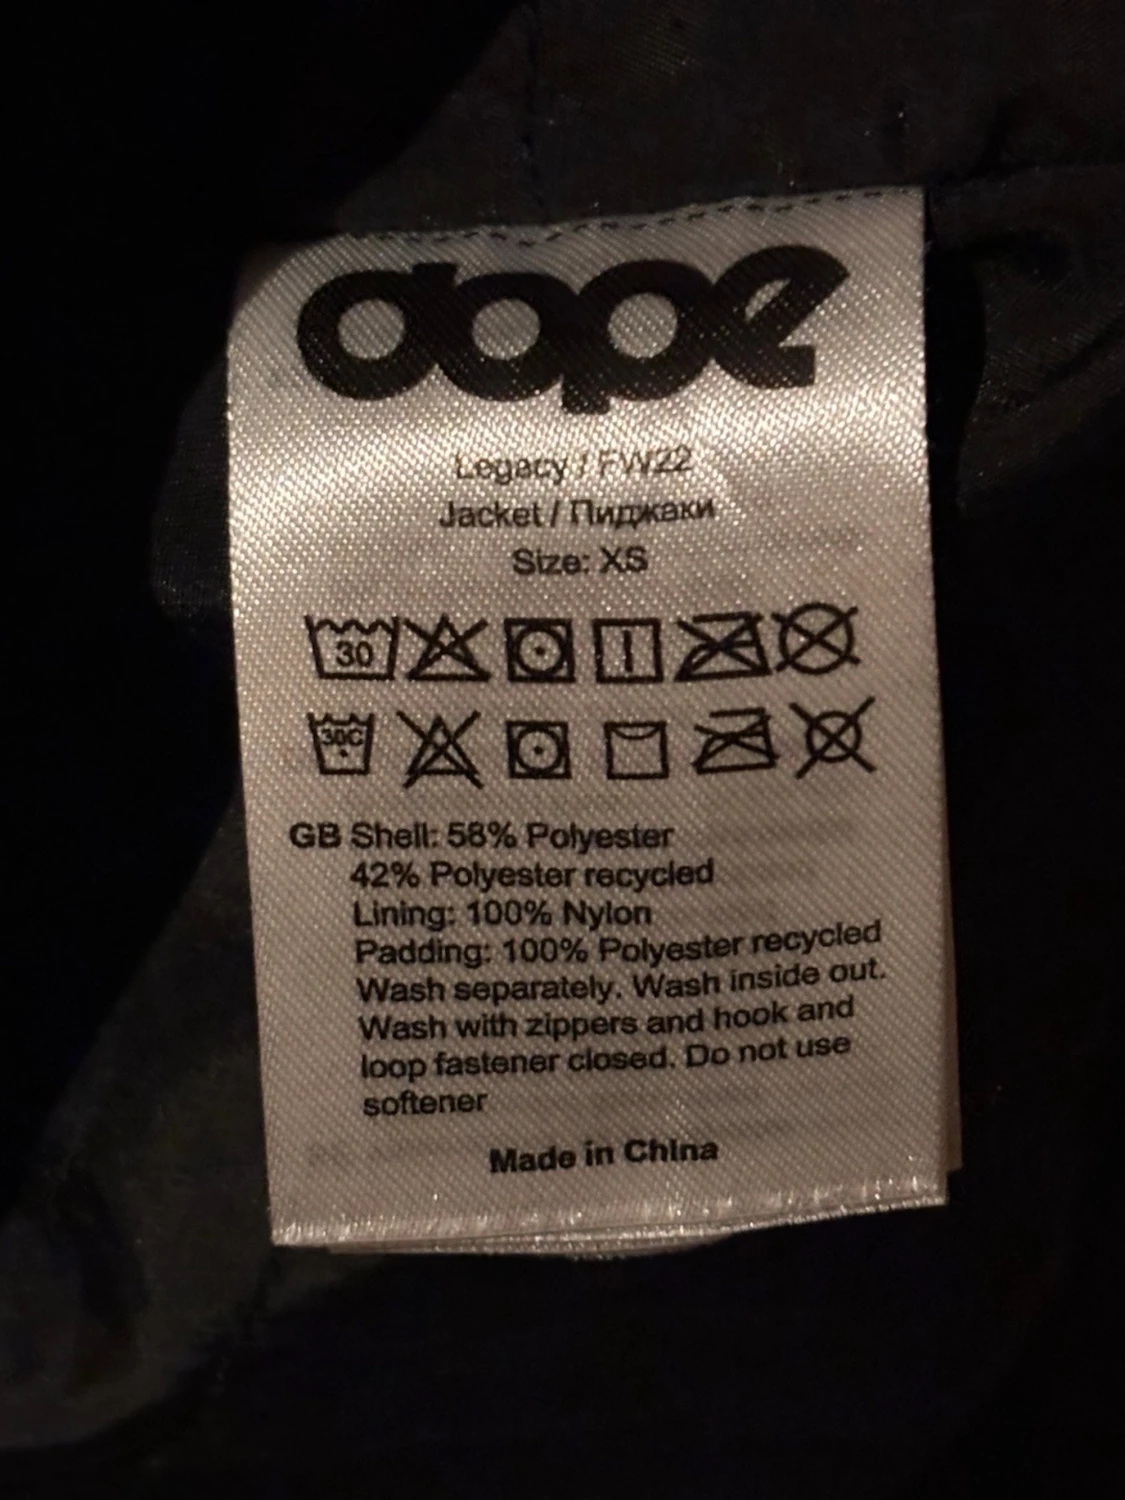 dope
Legacy / FW22
Jacket / Пиджаки
Size: XS
30
30C
GB Shell: 58% Polyester
42% Polyester recycled
Lining: 100% Nylon
Padding: 100% Polyester recycled
Wash separately. Wash inside out.
Wash with zippers and hook and
loop fastener closed. Do not use
softener
Made in China